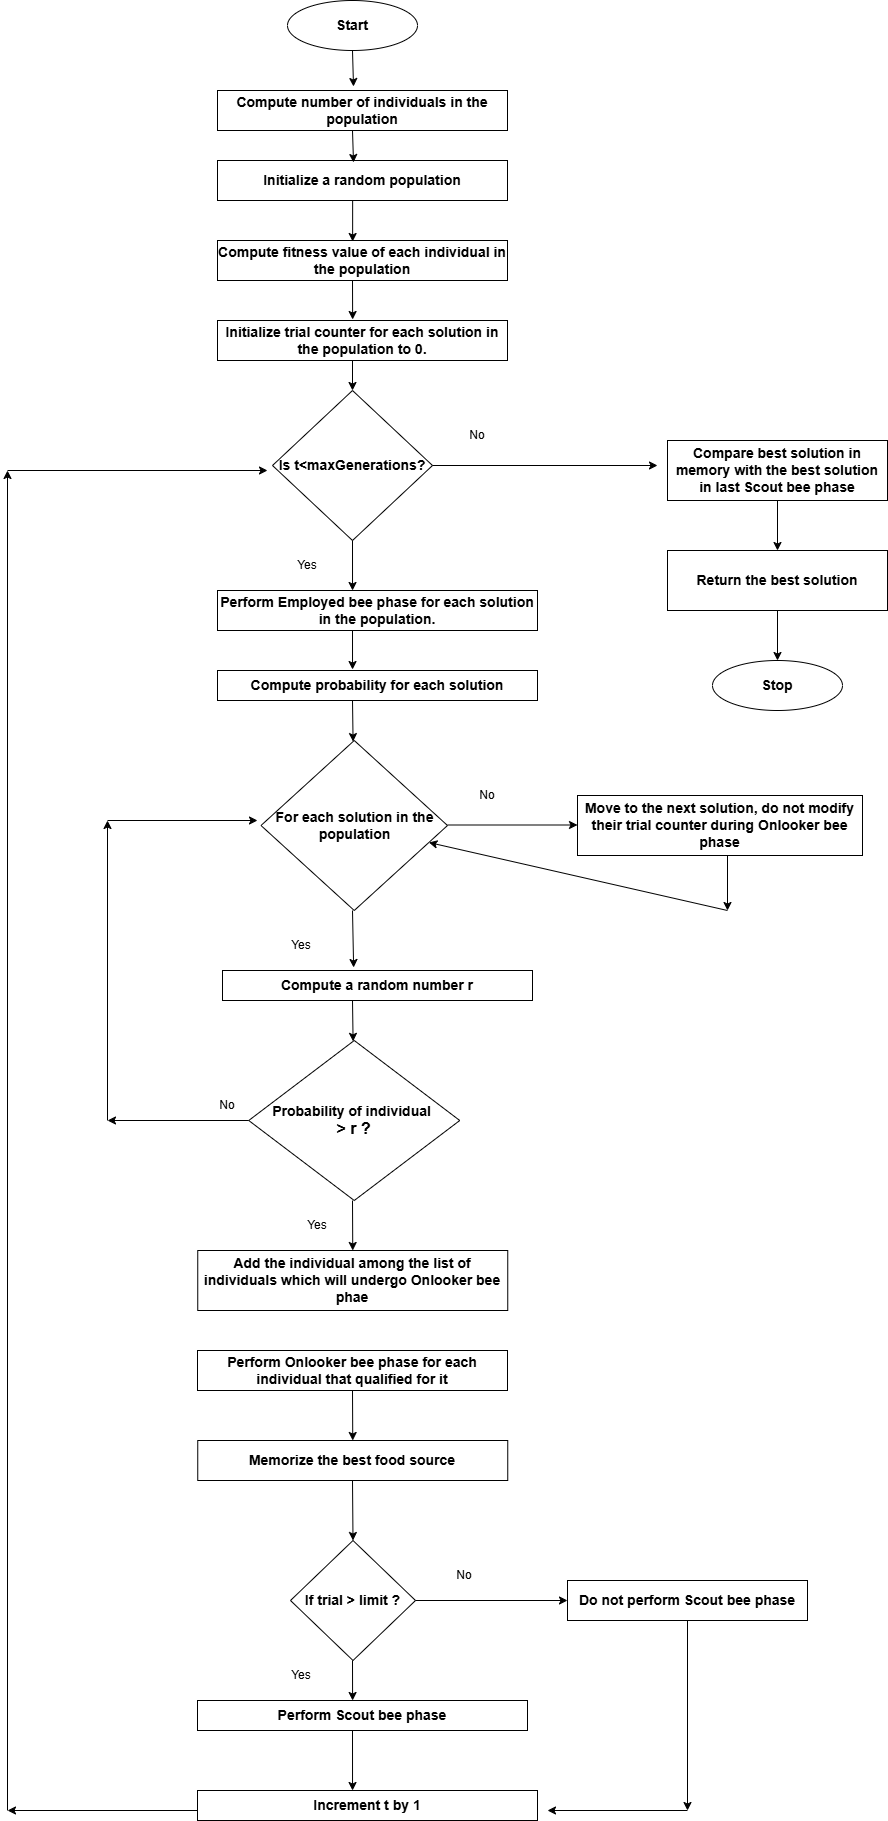 Start
Compute number of individuals in the
population
Initialize a random population
Compute fitness value of each individual in
the population
Initialize trial counter for each solution in
the population to 0.
Is t<maxGenerations?
No
Compare best solution in
memory with the best solution
in last Scout bee phase
Yes
Return the best solution
Perform Employed bee phase for each solution
in the population.
Compute probability for each solution
Stop
For each solution in the
population
No
Move to the next solution, do not modify
their trial counter during Onlooker bee
phase
Yes
Compute a random number r
No
Probability of individual
> r ?
Yes
Add the individual among the list of
individuals which will undergo Onlooker bee
phae
Perform Onlooker bee phase for each
individual that qualified for it
Memorize the best food source
If trial > limit ?
No
Do not perform Scout bee phase
Yes
Perform Scout bee phase
Increment t by 1